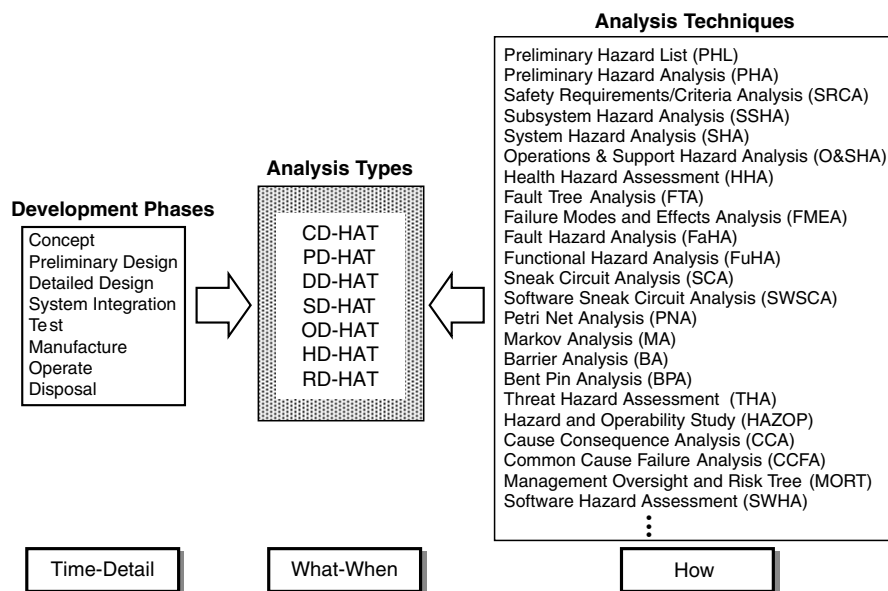 Development Phases
Concept
Preliminary Design
Detailed Design
System Integration
Test
Manufacture
Operate
Disposal
Time-Detail
Analysis Types
CD-HAT
PD-HAT
DD-HAT
SD-HAT
OD-HAT
HD-HAT
RD-HAT
What-When
Analysis Techniques
Preliminary Hazard List (PHL)
Preliminary Hazard Analysis (PHA)
Safety Requirements/Criteria Analysis (SRCA)
Subsystem Hazard Analysis (SSHA)
System Hazard Analysis (SHA)
Operations & Support Hazard Analysis (O&SHA)
Health Hazard Assessment (HHA)
Fault Tree Analysis (FTA)
Failure Modes and Effects Analysis (FMEA)
Fault Hazard Analysis (FaHA)
Functional Hazard Analysis (FuHA)
Sneak Circuit Analysis (SCA)
Software Sneak Circuit Analysis (SWSCA)
Petri Net Analysis (PNA)
Markov Analysis (MA)
Barrier Analysis (BA)
Bent Pin Analysis (BPA)
Threat Hazard Assessment (THA)
Hazard and Operability Study (HAZOP)
Cause Consequence Analysis (CCA)
Common Cause Failure Analysis (CCFA)
Management Oversight and Risk Tree (MORT)
Software Hazard Assessment (SWHA)
How